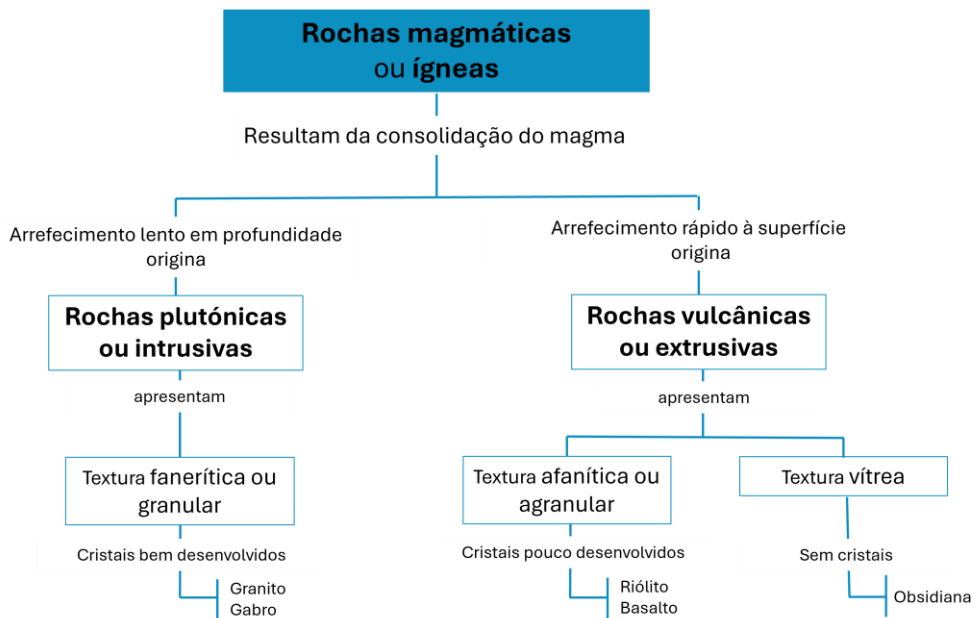 Rochas magmáticas
ou ígneas
Resultam da consolidação do magma
Arrefecimento lento em profundidade
origina
Arrefecimento rápido à superfície
origina
Rochas plutónicas
ou intrusivas
Rochas vulcânicas
ou extrusivas
apresentam
apresentam
Textura fanerítica ou
granular
Textura afanítica ou
agranular
Textura vítrea
Cristais bem desenvolvidos
Cristais pouco desenvolvidos
Sem cristais
Granito
Gabro
Riólito
Basalto
Obsidiana